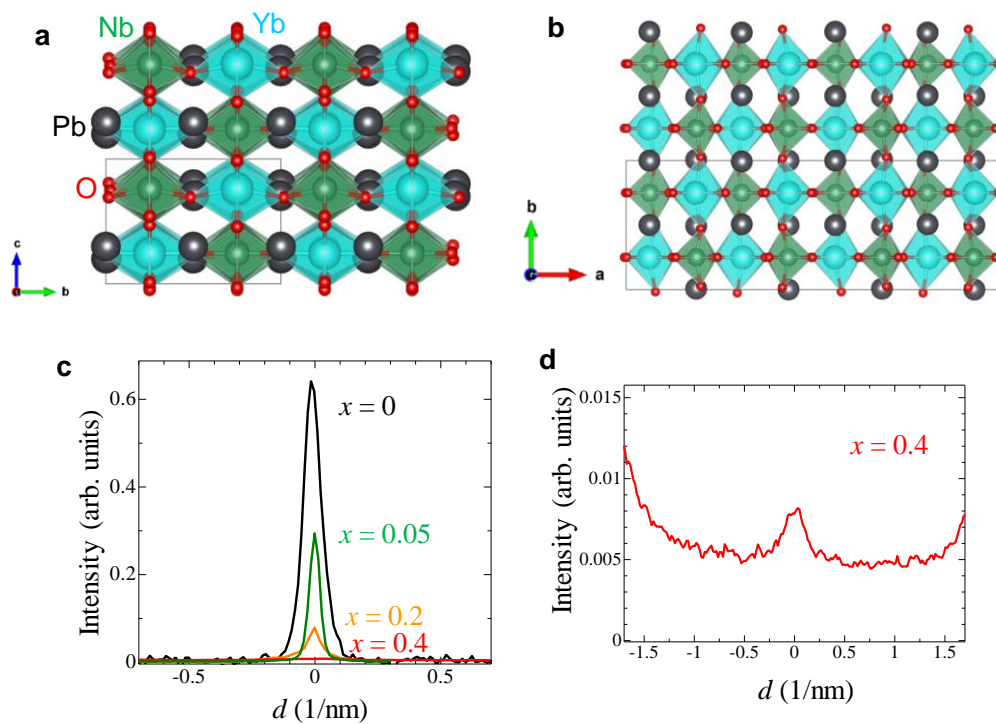 a
Nb
Yb
Pb
O
c
b
b
b
a
c
Intensity (arb. units)
0.6
0.4
0.2
0
x = 0
x = 0.05
x = 0.2
x = 0.4
-0.5
0
0.5
d (1/nm)
d
Intensity (arb. units)
0.015
0.01
0.005
0
x = 0.4
-1.5
-1
-0.5
0
0.5
1
1.5
d (1/nm)